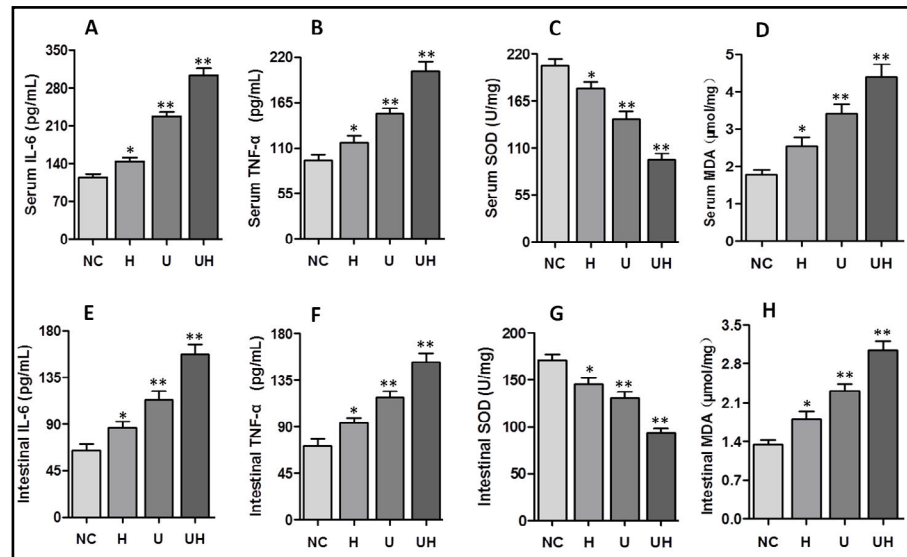 A
Serum IL-6 (pg/mL)
350
280
210
140
70
0
*
**
**
NC H U UH
B
Serum TNF-α (pg/mL)
220
165
110
55
0
*
**
**
NC H U UH
C
Serum SOD (U/mg)
220
165
110
55
0
*
**
**
NC H U UH
D
Serum MDA (μmol/mg)
5
4
3
2
1
0
*
**
**
NC H U UH
E
Intestinal IL-6 (pg/mL)
180
135
90
45
0
*
**
**
NC H U UH
F
Intestinal TNF-α (pg/mL)
180
135
90
45
0
*
**
**
NC H U UH
G
Intestinal SOD (U/mg)
200
150
100
50
0
*
**
**
NC H U UH
H
Intestinal MDA (μmol/mg)
3.5
2.8
2.1
1.4
0.7
0.0
*
**
**
NC H U UH